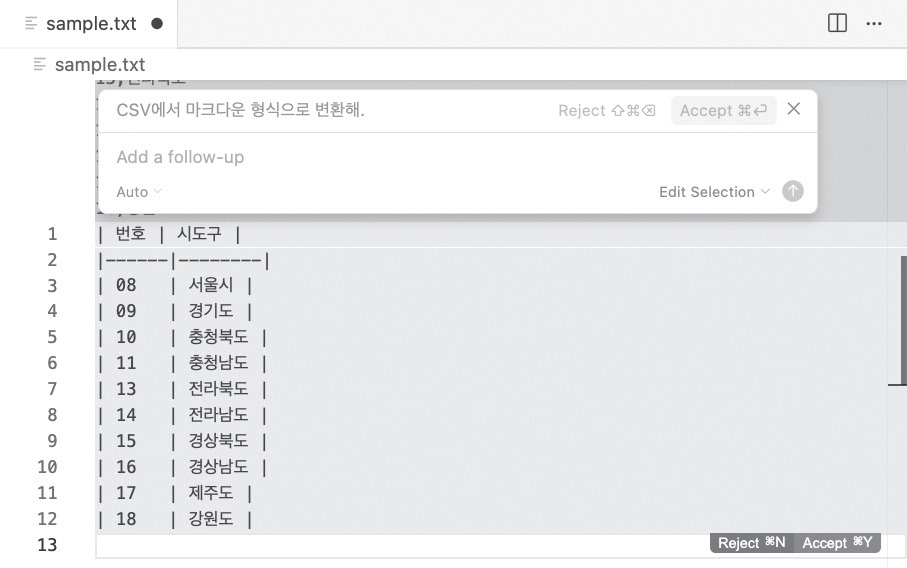 sample.txt
sample.txt
CSV에서 마크다운 형식으로 변환해. Reject ⇧⌘⌫ Accept ⌘⏎
Add a follow-up
Auto Edit Selection
1 | 번호 | 시도구 |
2 |------|--------|
3 | 08 | 서울시 |
4 | 09 | 경기도 |
5 | 10 | 충청북도 |
6 | 11 | 충청남도 |
7 | 13 | 전라북도 |
8 | 14 | 전라남도 |
9 | 15 | 경상북도 |
10 | 16 | 경상남도 |
11 | 17 | 제주도 |
12 | 18 | 강원도 |
13
Reject ⌘N Accept ⌘Y